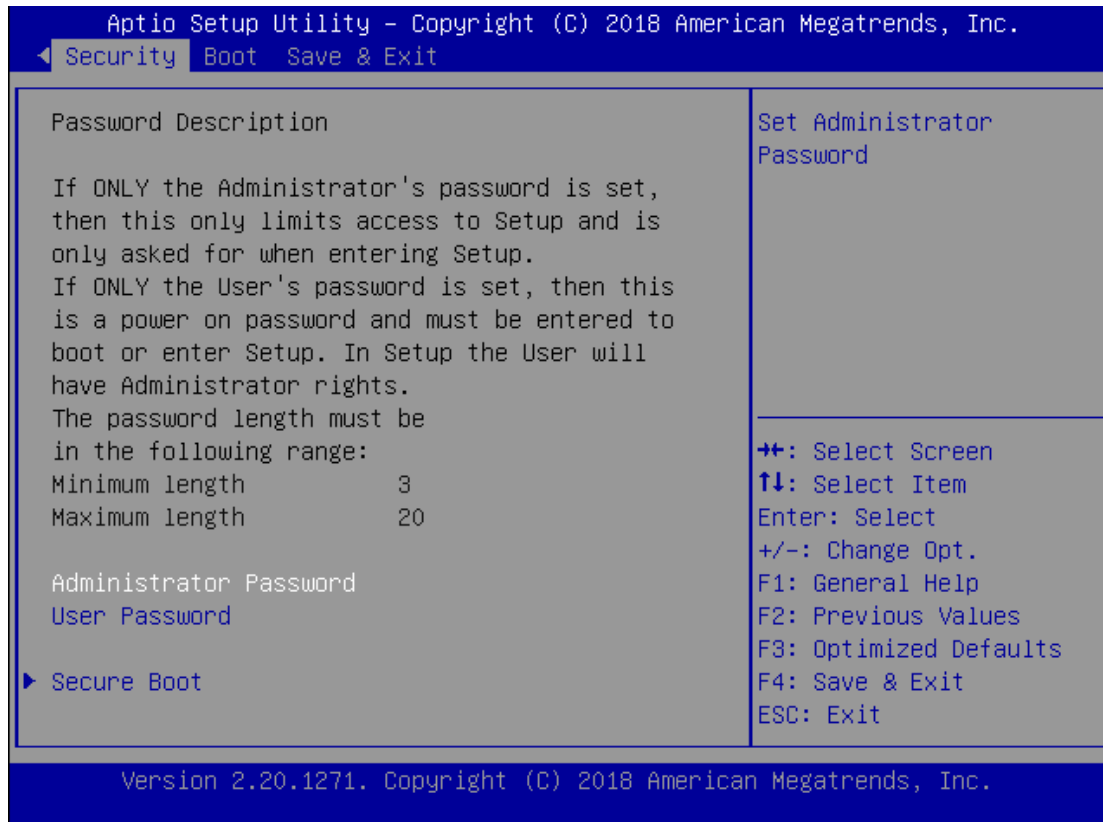 Aptio Setup Utility – Copyright (C) 2018 American Megatrends, Inc.
Security Boot Save & Exit
Password Description
If ONLY the Administrator's password is set,
then this only limits access to Setup and is
only asked for when entering Setup.
If ONLY the User's password is set, then this
is a power on password and must be entered to
boot or enter Setup. In Setup the User will
have Administrator rights.
The password length must be
in the following range:
Minimum length 3
Maximum length 20
Administrator Password
User Password
Secure Boot
Set Administrator
Password
→←: Select Screen
↑↓: Select Item
Enter: Select
+/-: Change Opt.
F1: General Help
F2: Previous Values
F3: Optimized Defaults
F4: Save & Exit
ESC: Exit
Version 2.20.1271. Copyright (C) 2018 American Megatrends, Inc.